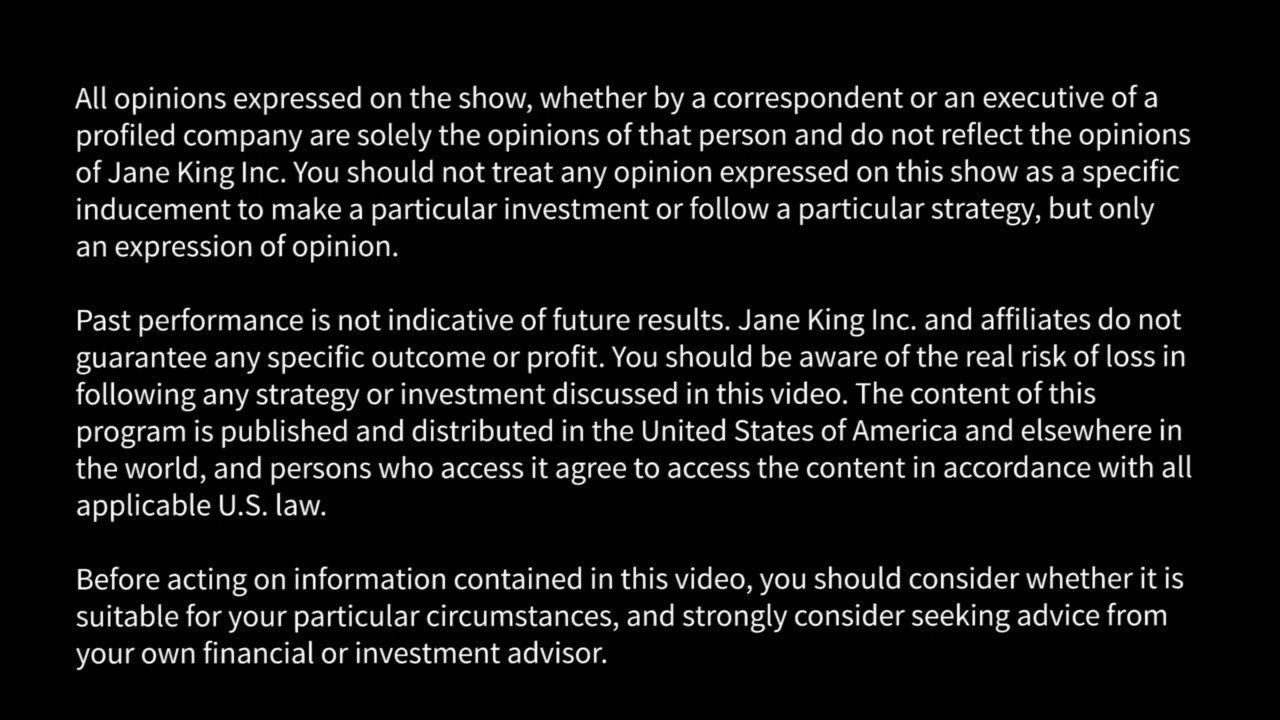 All opinions expressed on the show, whether by a correspondent or an executive of a
profiled company are solely the opinions of that person and do not reflect the opinions
of Jane King Inc. You should not treat any opinion expressed on this show as a specific
inducement to make a particular investment or follow a particular strategy, but only
an expression of opinion.
Past performance is not indicative of future results. Jane King Inc. and affiliates do not
guarantee any specific outcome or profit. You should be aware of the real risk of loss in
following any strategy or investment discussed in this video. The content of this
program is published and distributed in the United States of America and elsewhere in
the world, and persons who access it agree to access the content in accordance with all
applicable U.S. law.
Before acting on information contained in this video, you should consider whether it is
suitable for your particular circumstances, and strongly consider seeking advice from
your own financial or investment advisor.